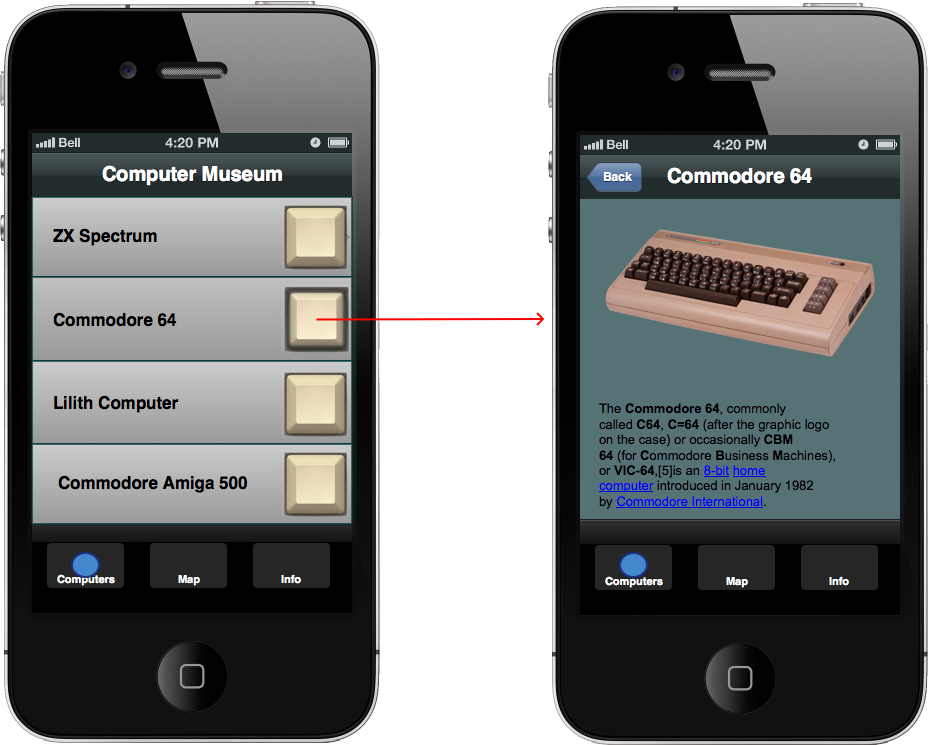 Bell 4:20 PM
Computer Museum
ZX Spectrum
Commodore 64
Lilith Computer
Commodore Amiga 500
Computers Map Info
Bell 4:20 PM
Back Commodore 64
The Commodore 64, commonly
called C64, C=64 (after the graphic logo
on the case) or occasionally CBM
64 (for Commodore Business Machines),
or VIC-64,[5]is an 8-bit home
computer introduced in January 1982
by Commodore International.
Computers Map Info